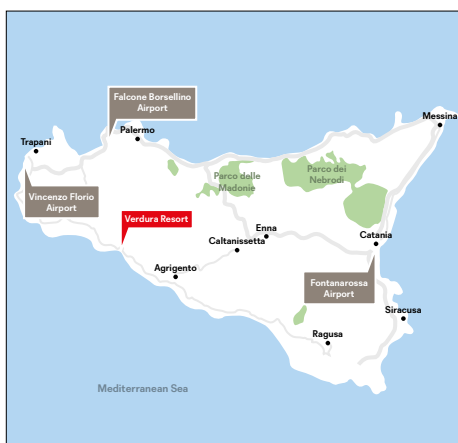 Falcone Borsellino
Airport
Messina
Palermo
Trapani
Parco delle
Madonie
Parco dei
Nebrodi
Vincenzo Florio
Airport
Verdura Resort
Enna
Catania
Caltanissetta
Agrigento
Fontanarossa
Airport
Siracusa
Ragusa
Mediterranean Sea